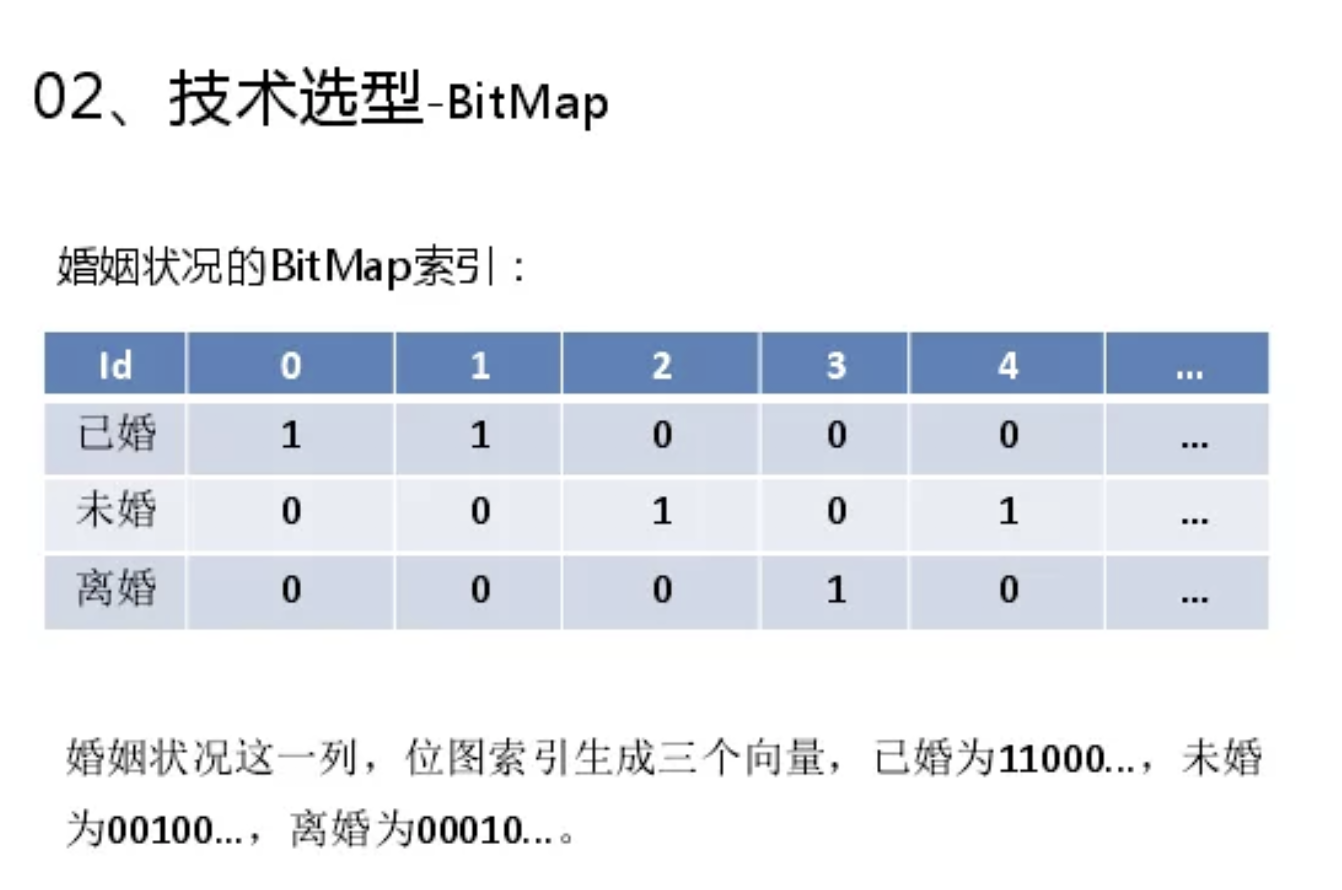 02、技术选型-BitMap
婚姻状况的BitMap索引：
Id 0 1 2 3 4 ...
已婚 1 1 0 0 0 ...
未婚 0 0 1 0 1 ...
离婚 0 0 0 1 0 ...
婚姻状况这一列，位图索引生成三个向量，已婚为11000...，未婚
为00100...，离婚为00010...。